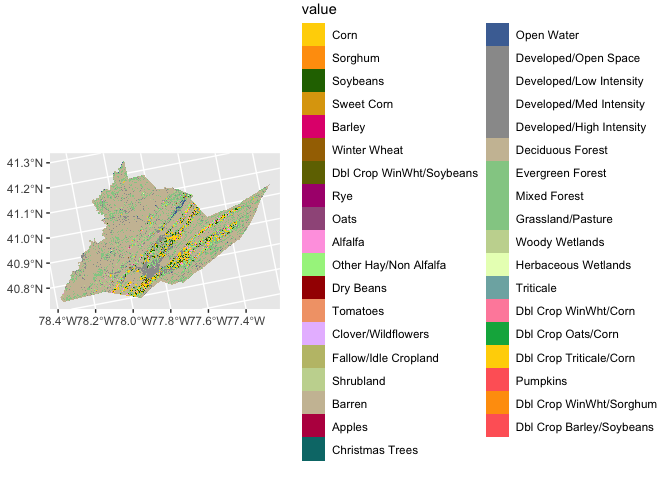 value
Corn
Sorghum
Soybeans
Sweet Corn
Barley
Winter Wheat
Dbl Crop WinWht/Soybeans
Rye
Oats
Alfalfa
Other Hay/Non Alfalfa
Dry Beans
Tomatoes
Clover/Wildflowers
Fallow/Idle Cropland
Shrubland
Barren
Apples
Christmas Trees
Open Water
Developed/Open Space
Developed/Low Intensity
Developed/Med Intensity
Developed/High Intensity
Deciduous Forest
Evergreen Forest
Mixed Forest
Grassland/Pasture
Woody Wetlands
Herbaceous Wetlands
Triticale
Dbl Crop WinWht/Corn
Dbl Crop Oats/Corn
Dbl Crop Triticale/Corn
Pumpkins
Dbl Crop WinWht/Sorghum
Dbl Crop Barley/Soybeans
41.3°N
41.2°N
41.1°N
41.0°N
40.9°N
40.8°N
78.4°W78.2°W78.0°W77.8°W77.6°W77.4°W